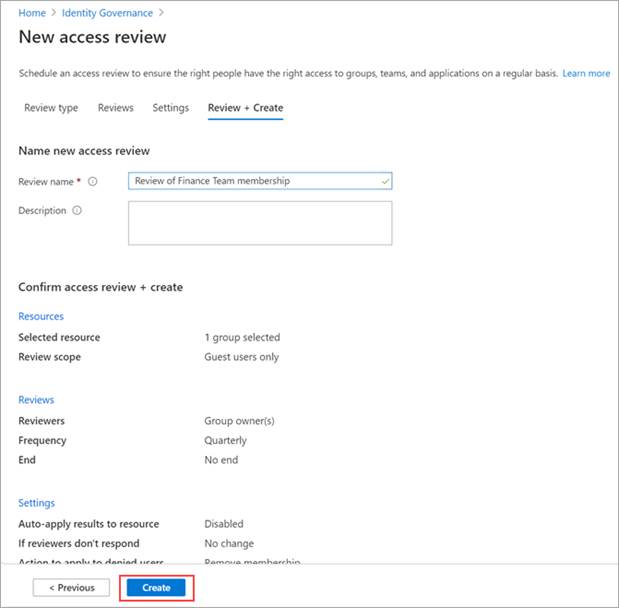 Home > Identity Governance >
New access review
Schedule an access review to ensure the right people have the right access to groups, teams, and applications on a regular basis. Learn more
Review type Reviews Settings Review + Create
Name new access review
Review name * Review of Finance Team membership
Description
Confirm access review + create
Resources
Selected resource 1 group selected
Review scope Guest users only
Reviews
Reviewers Group owner(s)
Frequency Quarterly
End No end
Settings
Auto-apply results to resource Disabled
If reviewers don't respond No change
Action to apply to denied users Remove membership
< Previous Create